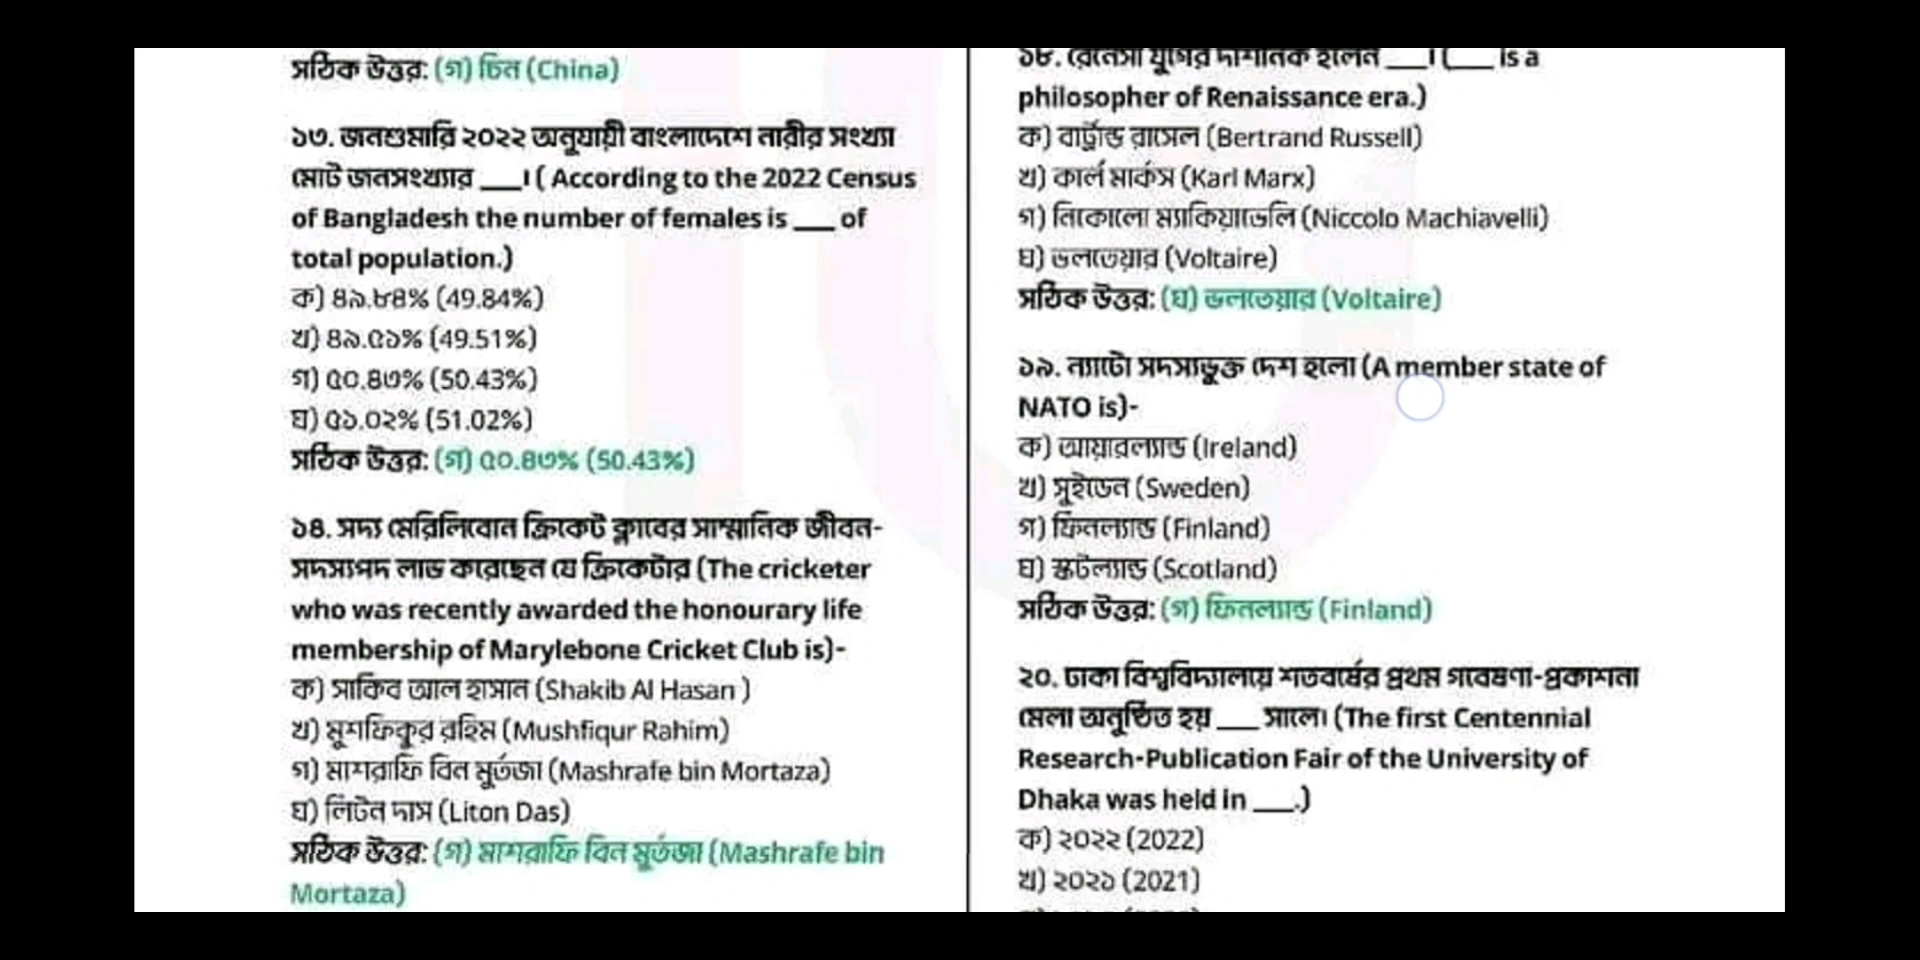 সঠিক উত্তর: (গ) চিন (China)
১৩. জনশুমারি ২০২২ অনুযায়ী বাংলাদেশে নারীর সংখ্যা
মোট জনসংখ্যার ___। ( According to the 2022 Census
of Bangladesh the number of females is ___ of
total population.)
ক) ৪৯.৮৪% (49.84%)
খ) ৪৯.৫১% (49.51%)
গ) ৫০.৪৩% (50.43%)
ঘ) ৫১.০২% (51.02%)
সঠিক উত্তর: (গ) ৫০.৪৩% (50.43%)
১৪. সদ্য মেরিলিবোন ক্রিকেট ক্লাবের সাম্মানিক জীবন-
সদস্যপদ লাভ করেছেন যে ক্রিকেটার (The cricketer
who was recently awarded the honourary life
membership of Marylebone Cricket Club is)-
ক) সাকিব আল হাসান (Shakib Al Hasan )
খ) মুশফিকুর রহিম (Mushfiqur Rahim)
গ) মাশরাফি বিন মুর্তজা (Mashrafe bin Mortaza)
ঘ) লিটন দাস (Liton Das)
সঠিক উত্তর: (গ) মাশরাফি বিন মুর্তজা (Mashrafe bin
Mortaza)
১৮. রেনেসা যুগের দার্শনিক হলেন ___। (___ is a
philosopher of Renaissance era.)
ক) বার্ট্রান্ড রাসেল (Bertrand Russell)
খ) কার্ল মার্কস (Karl Marx)
গ) নিকোলো ম্যাকিয়াভেলি (Niccolo Machiavelli)
ঘ) ভলতেয়ার (Voltaire)
সঠিক উত্তর: (ঘ) ভলতেয়ার (Voltaire)
১৯. ন্যাটো সদস্যভুক্ত দেশ হলো (A member state of
NATO is)-
ক) আয়ারল্যান্ড (Ireland)
খ) সুইডেন (Sweden)
গ) ফিনল্যান্ড (Finland)
ঘ) স্কটল্যান্ড (Scotland)
সঠিক উত্তর: (গ) ফিনল্যান্ড (Finland)
২০. ঢাকা বিশ্ববিদ্যালয়ে শতবর্ষের প্রথম গবেষণা-প্রকাশনা
মেলা অনুষ্ঠিত হয় ___ সালে। (The first Centennial
Research-Publication Fair of the University of
Dhaka was held in ___.)
ক) ২০২২ (2022)
খ) ২০২১ (2021)